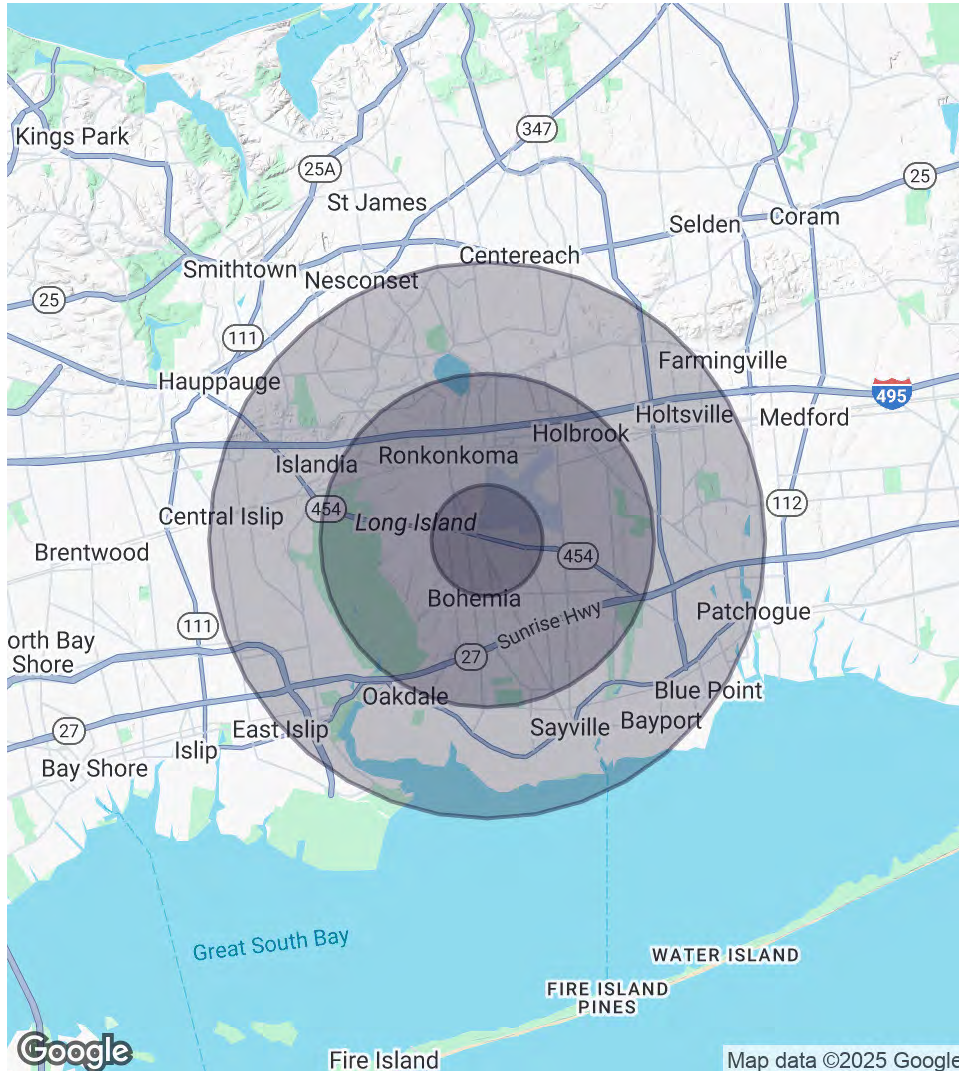 Kings Park
347
25A
25
St James
Selden
Coram
Centereach
Smithtown
Nesconset
25
111
Farmingville
Hauppauge
495
Holtsville
Medford
Holbrook
Ronkonkoma
Islandia
454
112
Central Islip
Long Island
Brentwood
454
Bohemia
Sunrise Hwy
Patchogue
111
orth Bay
Shore
27
Oakdale
Blue Point
Bayport
Sayville
East Islip
27
Islip
Bay Shore
Great South Bay
WATER ISLAND
FIRE ISLAND
PINES
Google
Fire Island
Map data ©2025 Google